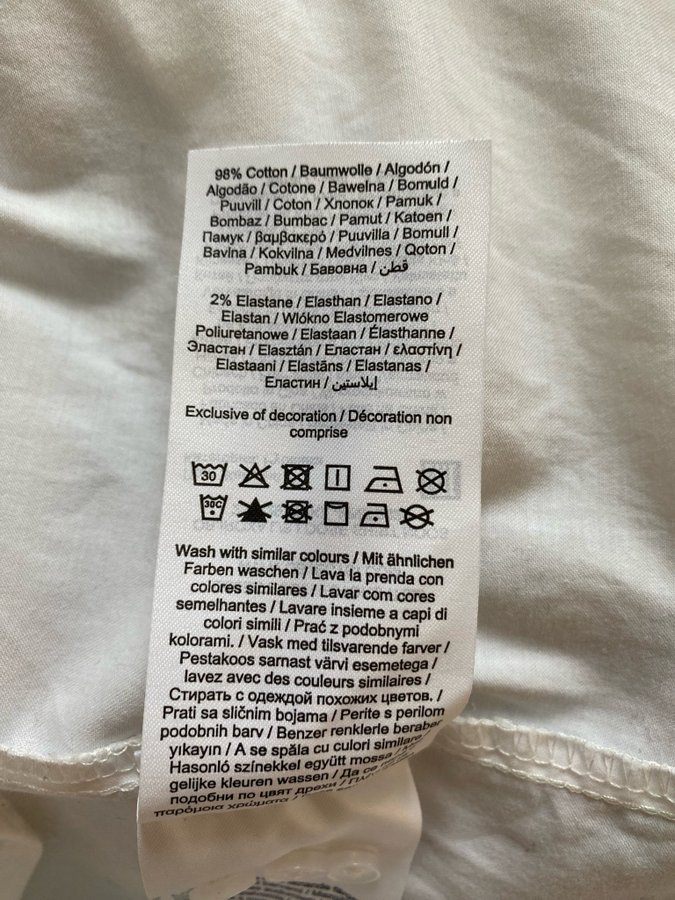 98% Cotton / Baumwolle / Algodón /
Algodão / Cotone / Bawełna / Bomuld /
Puuvill / Coton / Хлопок / Pamuk /
Bombaz / Bumbac / Pamut / Katoen /
Памук / βαμβακερό / Puuvilla / Bomull /
Bavlna / Kokvilna / Medvilnes / Qoton /
Pambuk / Бавовна / قطن
2% Elastane / Elasthan / Elastano /
Elastan / Wlókno Elastomerowe
Poliuretanowe / Elastaan / Élasthanne /
Эластан / Elasztán / Еластан / ελαστίνη /
Elastaani / Elastāns / Elastanas /
Еластин / إيلاستين
Exclusive of decoration / Décoration non
comprise
30
30C
Wash with similar colours / Mit ähnlichen
Farben waschen / Lava la prenda con
colores similares / Lavar com cores
semelhantes / Lavare insieme a capi di
colori simili / Prać z podobnymi
kolorami. / Vask med tilsvarende farver /
Pestakoos sarnast värvi esemetega /
lavez avec des couleurs similaires /
Стирать с одеждой похожих цветов. /
Prati sa sličnim bojama / Perite s perilom
podobnih barv / Benzer renklerle beraber
yıkayın / A se spăla cu culori similare
Hasonló színekkel együtt mossa /
gelijke kleuren wassen / Да се
подобни по цвят дрехи /
παρόμοια χρώματα /